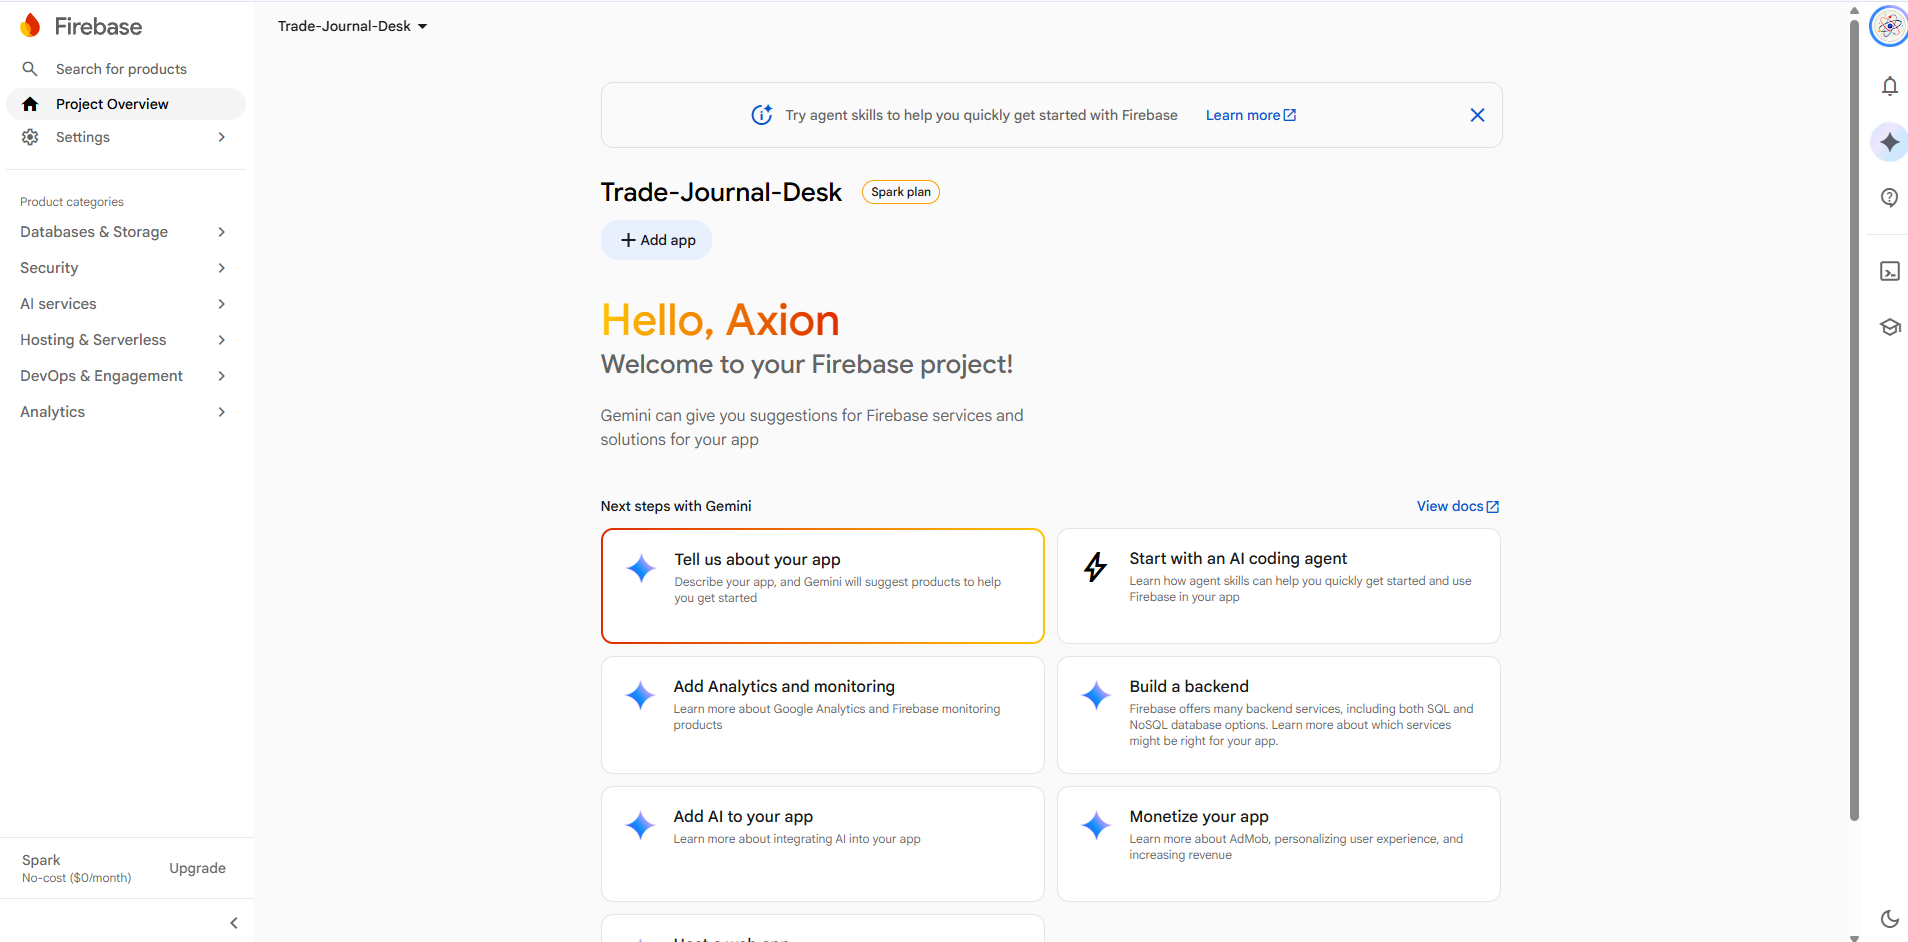 Firebase
Search for products
Project Overview
Settings
Product categories
Databases & Storage
Security
AI services
Hosting & Serverless
DevOps & Engagement
Analytics
Spark
No-cost ($0/month)
Upgrade
Trade-Journal-Desk
Try agent skills to help you quickly get started with Firebase
Learn more
Trade-Journal-Desk
Spark plan
Add app
Hello, Axion
Welcome to your Firebase project!
Gemini can give you suggestions for Firebase services and
solutions for your app
Next steps with Gemini
View docs
Tell us about your app
Describe your app, and Gemini will suggest products to help
you get started
Start with an AI coding agent
Learn how agent skills can help you quickly get started and use
Firebase in your app
Add Analytics and monitoring
Learn more about Google Analytics and Firebase monitoring
products
Build a backend
Firebase offers many backend services, including both SQL and
NoSQL database options. Learn more about which services
might be right for your app.
Add AI to your app
Learn more about integrating AI into your app
Monetize your app
Learn more about AdMob, personalizing user experience, and
increasing revenue
Host a web app